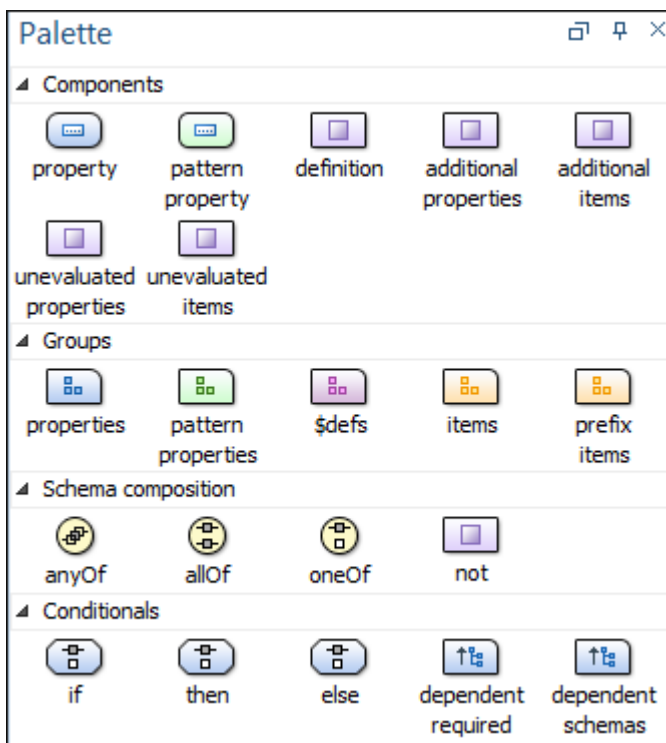 Palette
Components
property pattern property definition additional properties additional items
unevaluated properties unevaluated items
Groups
properties pattern properties $defs items prefix items
Schema composition
anyOf allOf oneOf not
Conditionals
if then else dependent required dependent schemas